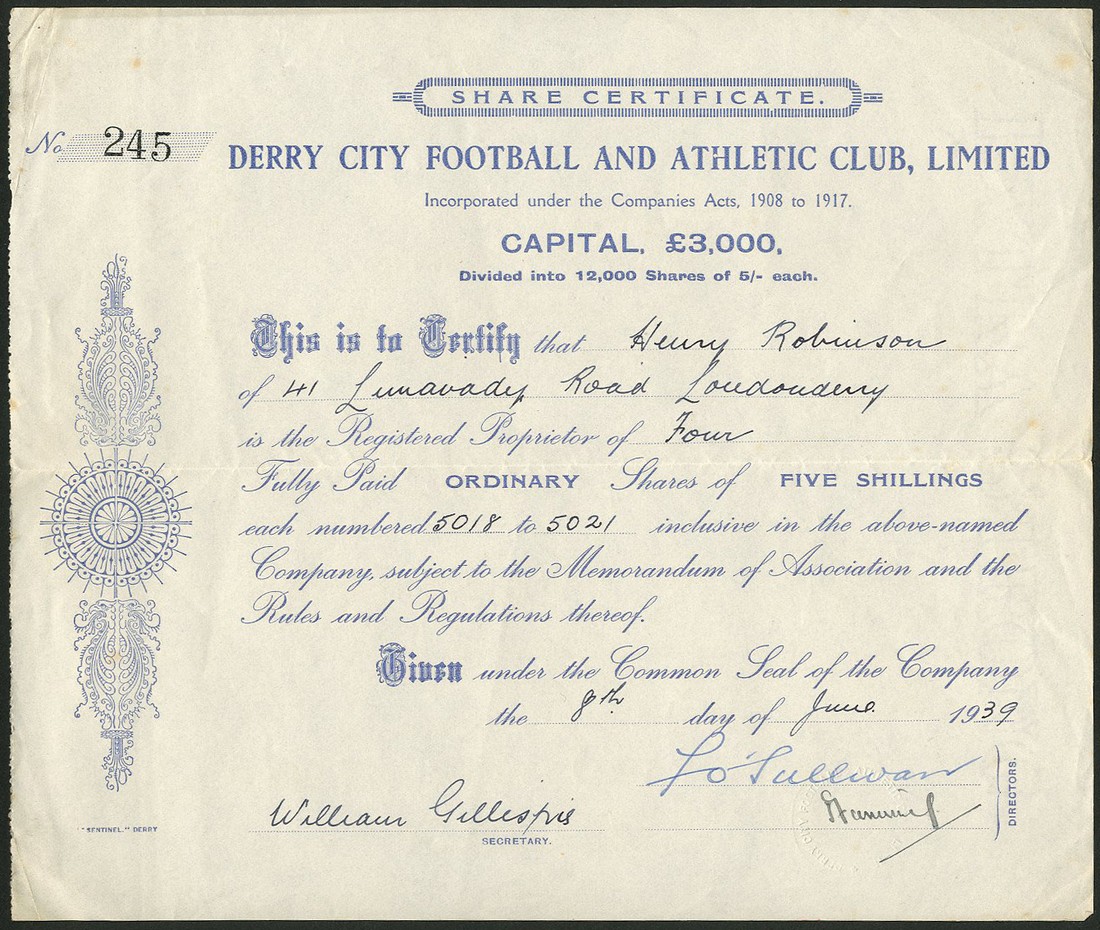 SHARE CERTIFICATE.
No 245
DERRY CITY FOOTBALL AND ATHLETIC CLUB, LIMITED
Incorporated under the Companies Acts, 1908 to 1917.
CAPITAL, £3,000,
Divided into 12,000 Shares of 5/- each.
This is to Certify that Henry Robinson
of 41 Limavady Road Londonderry
is the Registered Proprietor of Four
Fully Paid ORDINARY Shares of FIVE SHILLINGS
each numbered 5018 to 5021 inclusive in the above-named
Company, subject to the Memorandum of Association and the
Rules and Regulations thereof.
Given under the Common Seal of the Company
the 8th day of June 1939
O'Sullivan
DIRECTORS.
William Gillespie
SECRETARY.
"SENTINEL," DERRY